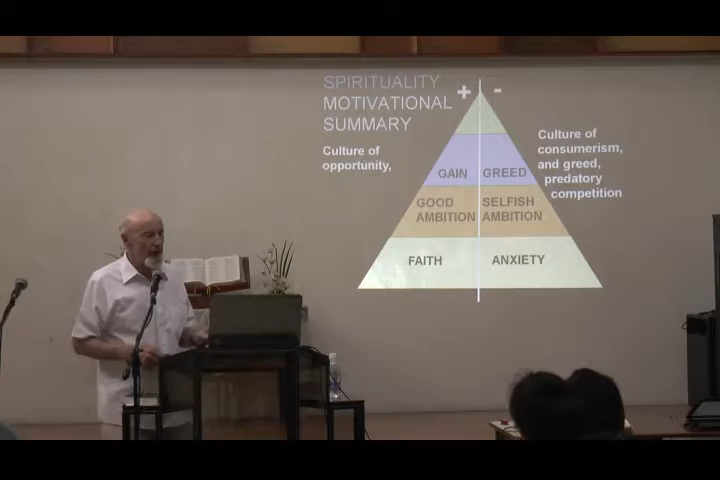 SPIRITUALITY
MOTIVATIONAL
SUMMARY
+ -
Culture of
opportunity,
Culture of
consumerism,
and greed,
predatory
competition
GAIN GREED
GOOD SELFISH
AMBITION AMBITION
FAITH ANXIETY